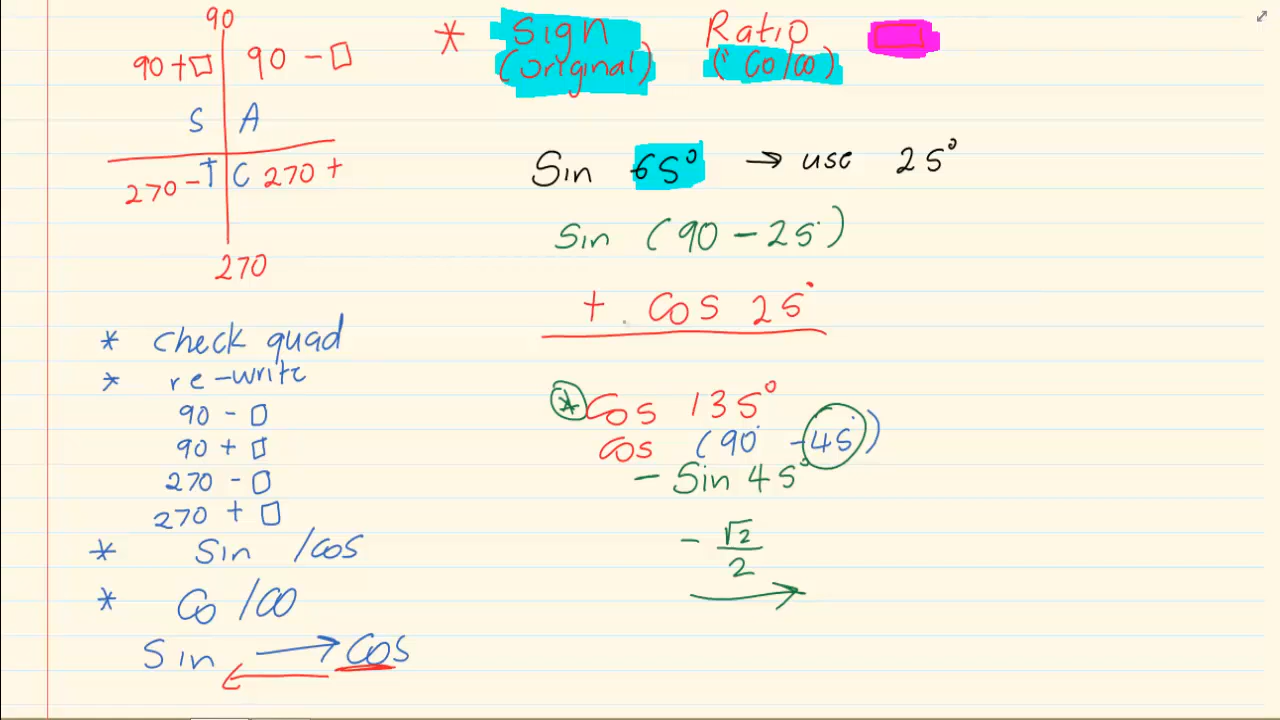 90
90 + □ 90 - □
S A
270 - T C 270 +
270
* check quad
* re-write
90 - □
90 + □
270 - □
270 + □
* Sin /cos
* Co /co
Sin → cos
←
* Sign Ratio □
(original) (Co/co)
Sin 65° → use 25°
Sin (90 - 25°)
+ Cos 25°
* Cos 135°
Cos (90° - 45°)
- Sin 45°
- √2/2
→